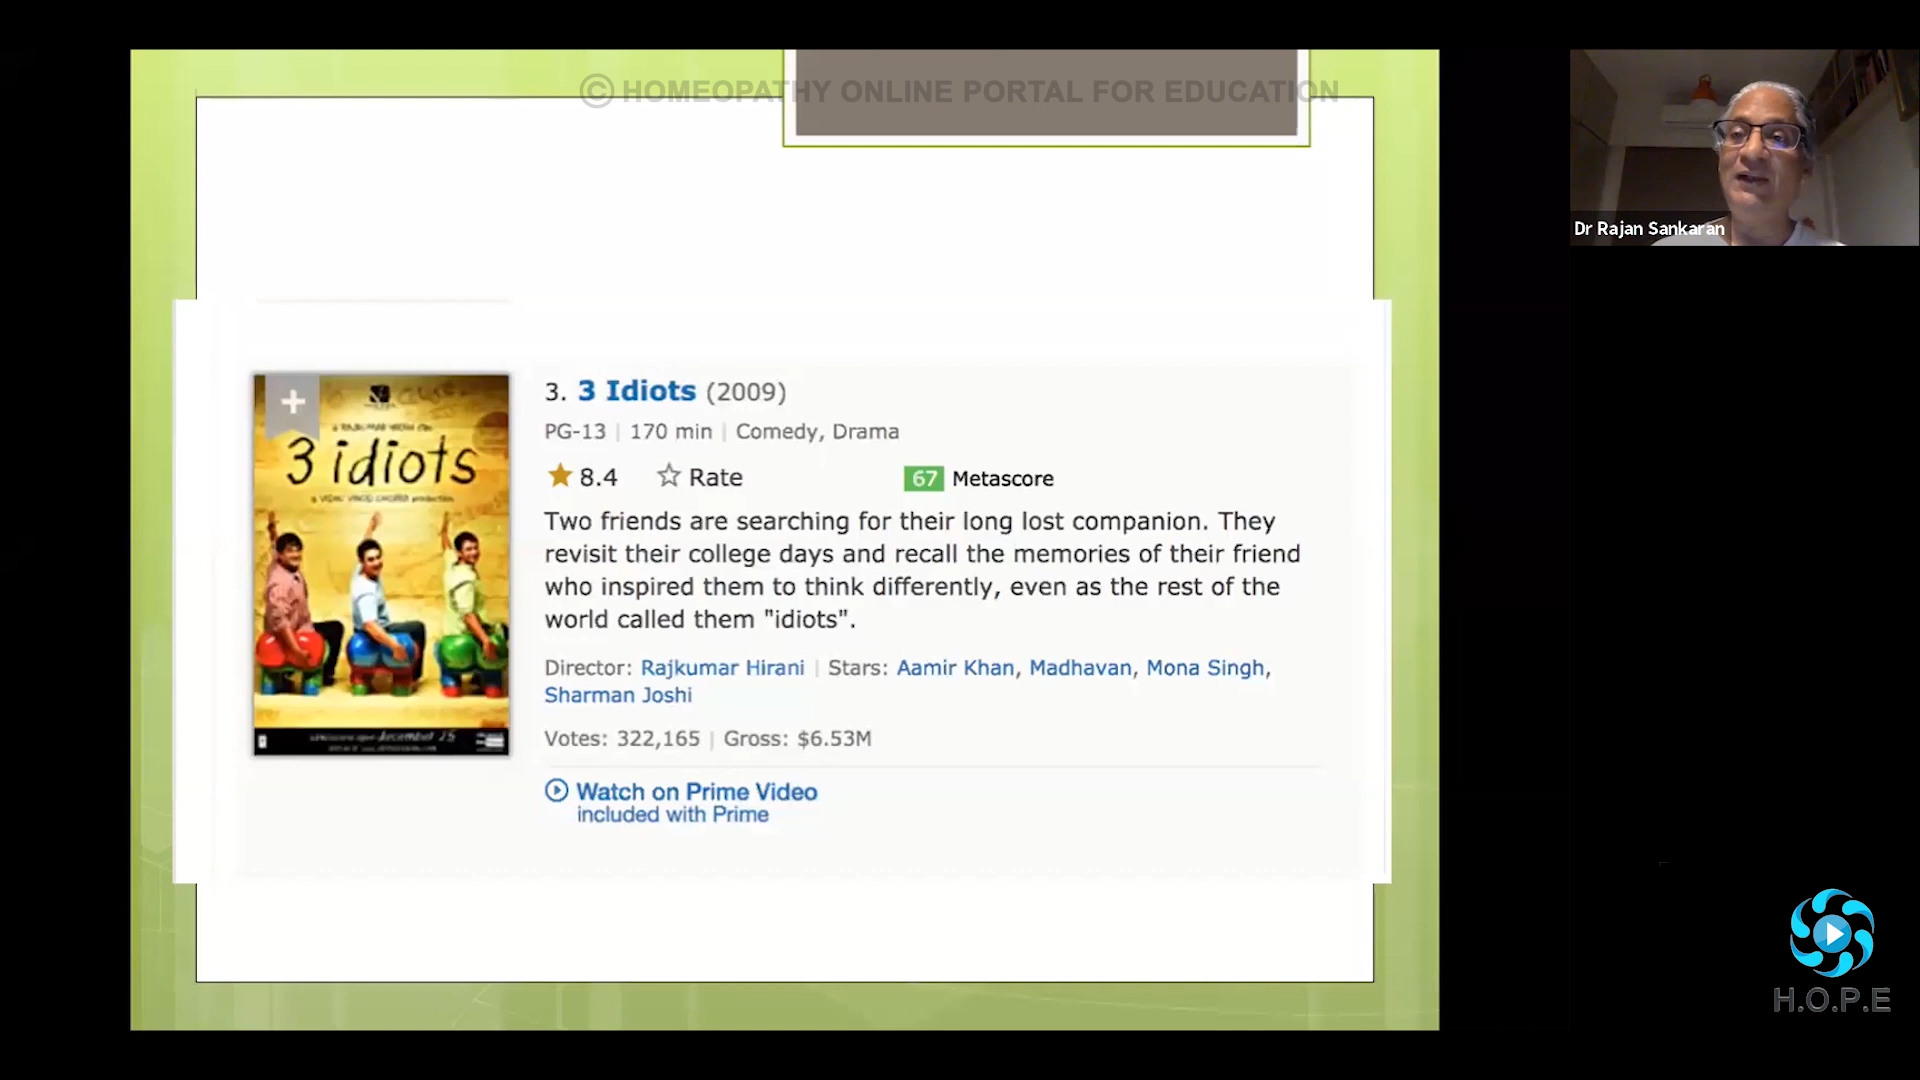 © HOMEOPATHY ONLINE PORTAL FOR EDUCATION
Dr Rajan Sankaran
3 idiots
3. 3 Idiots (2009)
PG-13 | 170 min | Comedy, Drama
8.4 Rate 67 Metascore
Two friends are searching for their long lost companion. They
revisit their college days and recall the memories of their friend
who inspired them to think differently, even as the rest of the
world called them "idiots".
Director: Rajkumar Hirani | Stars: Aamir Khan, Madhavan, Mona Singh,
Sharman Joshi
Votes: 322,165 | Gross: $6.53M
Watch on Prime Video
included with Prime
H.O.P.E